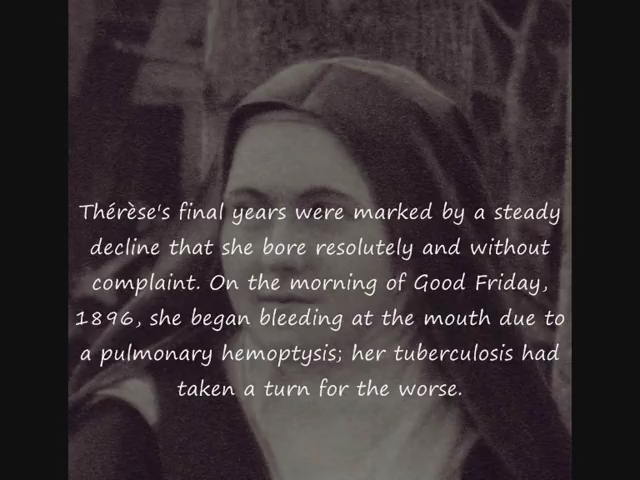 Thérèse's final years were marked by a steady
decline that she bore resolutely and without
complaint. On the morning of Good Friday,
1896, she began bleeding at the mouth due to
a pulmonary hemoptysis; her tuberculosis had
taken a turn for the worse.